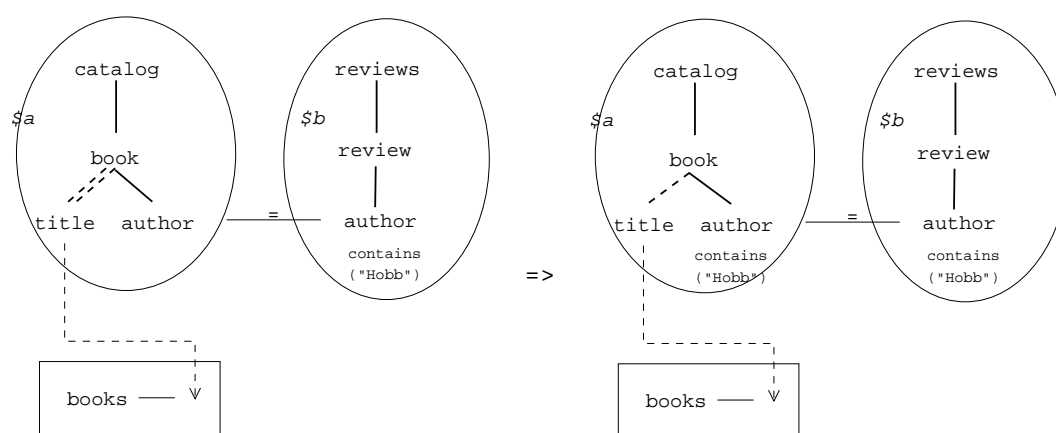 catalog
$a
book
title author
reviews
$b
review
=
author
contains
("Hobb")
books
=>
catalog
$a
book
title author
contains
("Hobb")
reviews
$b
review
=
author
contains
("Hobb")
books